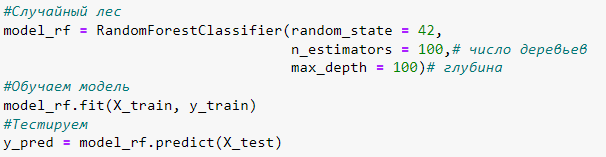 #Случайный лес
model_rf = RandomForestClassifier(random_state = 42,
n_estimators = 100,# число деревьев
max_depth = 100)# глубина
#Обучаем модель
model_rf.fit(X_train, y_train)
#Тестируем
y_pred = model_rf.predict(X_test)